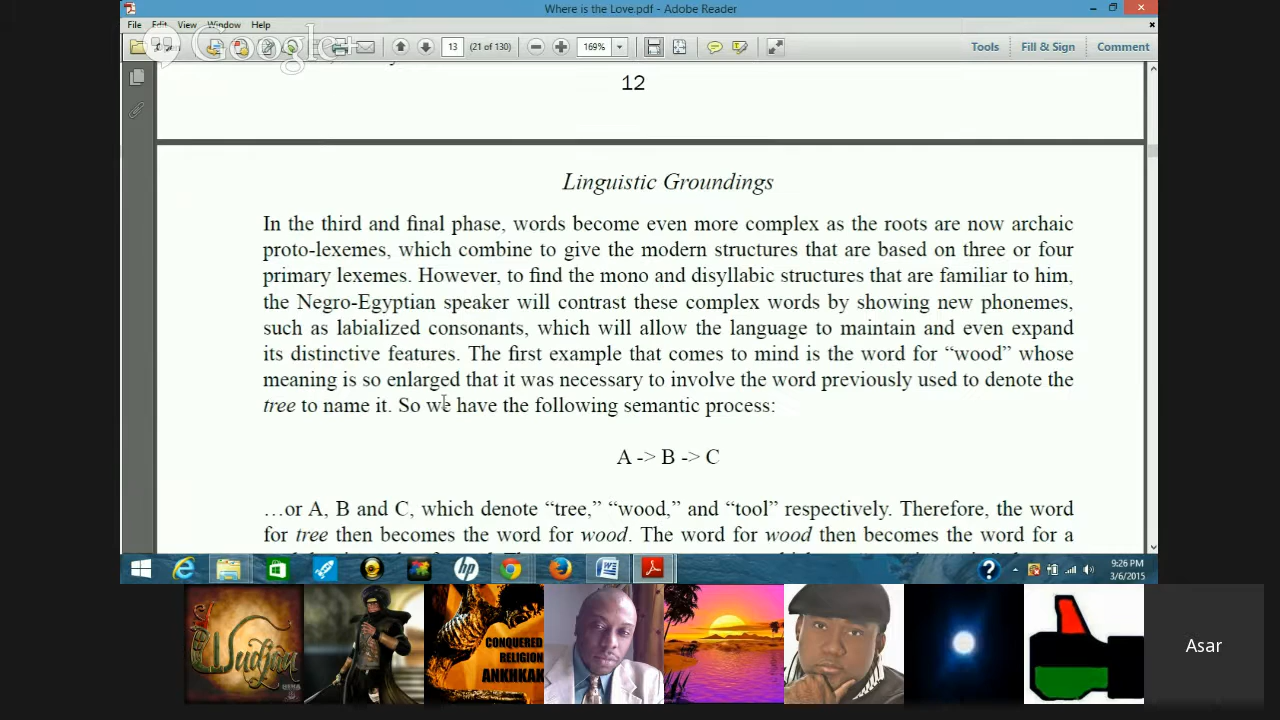 Where is the Love.pdf - Adobe Reader
File Edit View Window Help
Google+
13 (21 of 130) 169% Tools Fill & Sign Comment
12
Linguistic Groundings
In the third and final phase, words become even more complex as the roots are now archaic
proto-lexemes, which combine to give the modern structures that are based on three or four
primary lexemes. However, to find the mono and disyllabic structures that are familiar to him,
the Negro-Egyptian speaker will contrast these complex words by showing new phonemes,
such as labialized consonants, which will allow the language to maintain and even expand
its distinctive features. The first example that comes to mind is the word for “wood” whose
meaning is so enlarged that it was necessary to involve the word previously used to denote the
tree to name it. So we have the following semantic process:
A -> B -> C
…or A, B and C, which denote “tree,” “wood,” and “tool” respectively. Therefore, the word
for tree then becomes the word for wood. The word for wood then becomes the word for a
9:26 PM
3/6/2015
CONQUERED
RELIGION
ANKHKAK
Asar